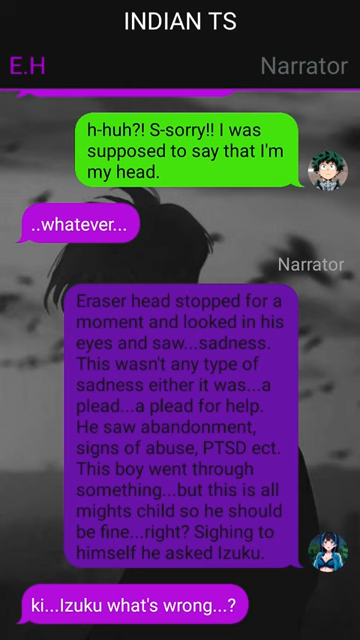 INDIAN TS
E.H
Narrator
h-huh?! S-sorry!! I was
supposed to say that I'm
my head.
..whatever...
Narrator
Eraser head stopped for a
moment and looked in his
eyes and saw...sadness.
This wasn't any type of
sadness either it was...a
plead...a plead for help.
He saw abandonment,
signs of abuse, PTSD ect.
This boy went through
something...but this is all
mights child so he should
be fine...right? Sighing to
himself he asked Izuku.
ki...Izuku what's wrong...?